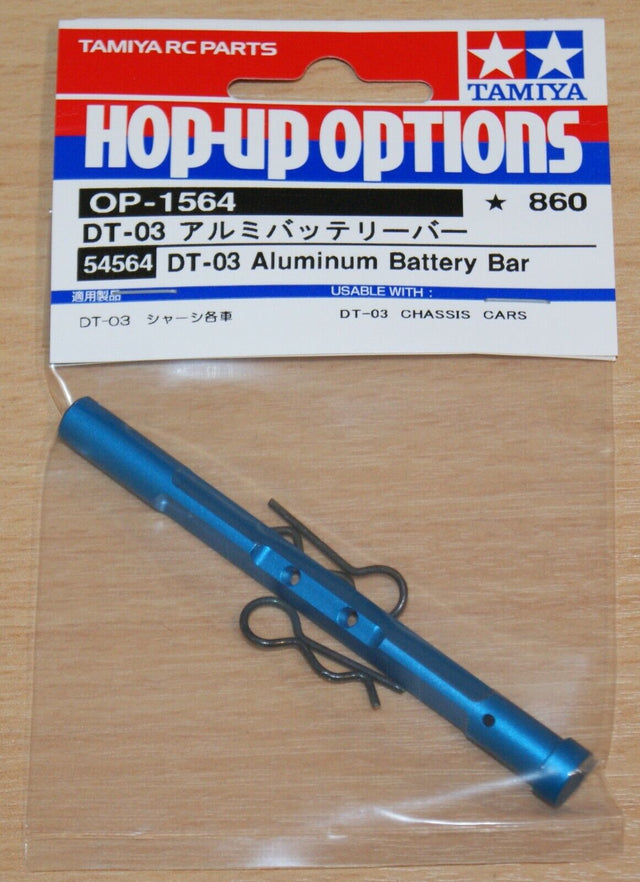 TAMIYA RC PARTS
TAMIYA
HOP-UP OPTIONS
OP-1564 ★ 860
DT-03 アルミバッテリーバー
54564 DT-03 Aluminum Battery Bar
適用製品 USABLE WITH :
DT-03 シャーシ各車 DT-03 CHASSIS CARS